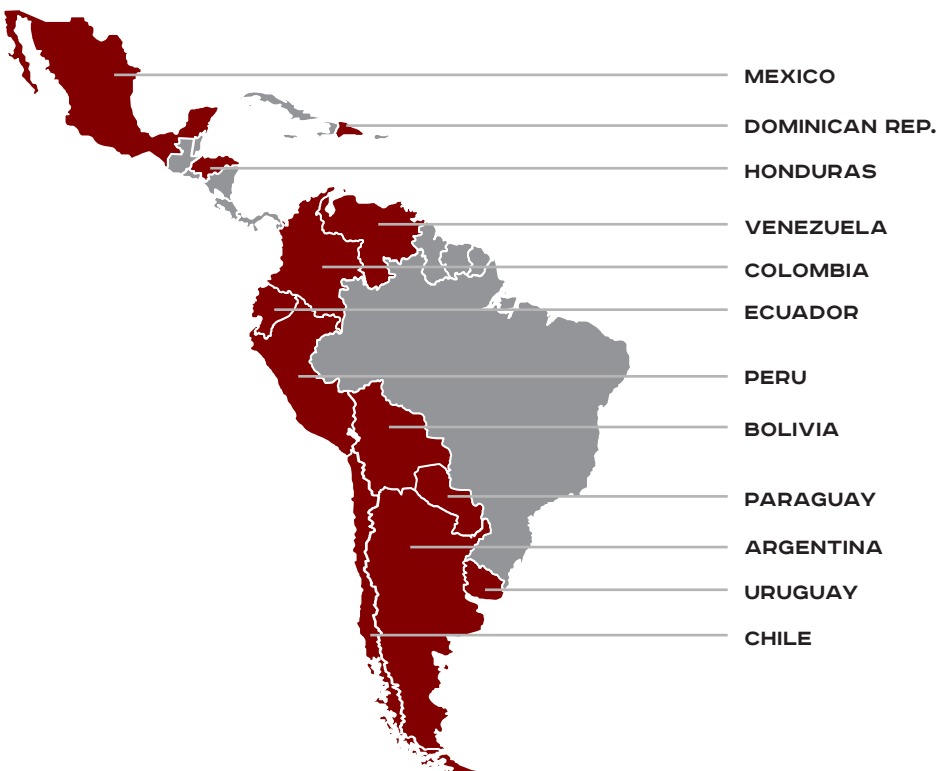 MEXICO
DOMINICAN REP.
HONDURAS
VENEZUELA
COLOMBIA
ECUADOR
PERU
BOLIVIA
PARAGUAY
ARGENTINA
URUGUAY
CHILE